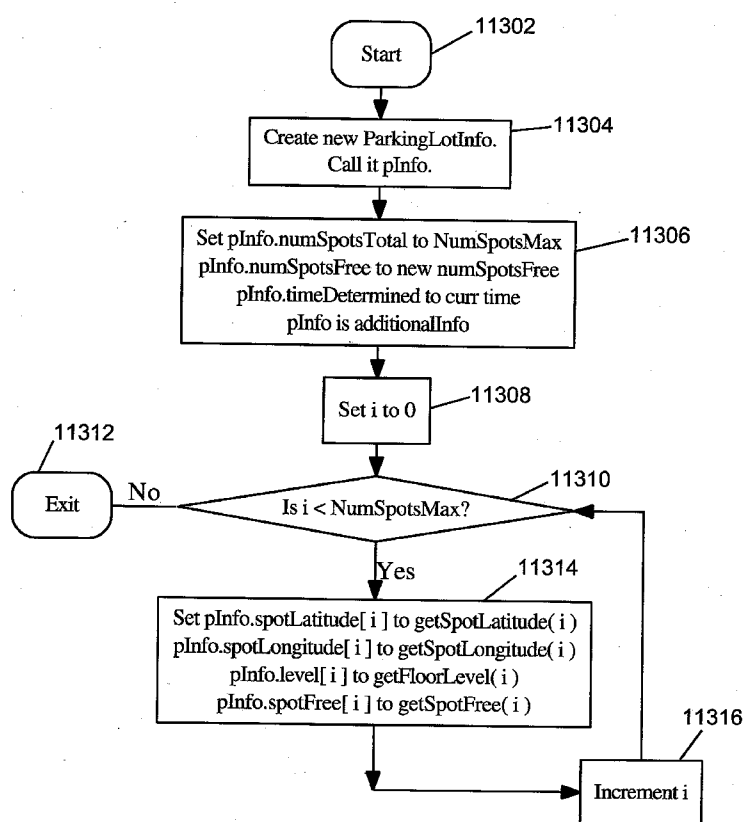 11302
Start
11304
Create new ParkingLotInfo.
Call it pInfo.
11306
Set pInfo.numSpotsTotal to NumSpotsMax
pInfo.numSpotsFree to new numSpotsFree
pInfo.timeDetermined to curr time
pInfo is additionalInfo
11308
Set i to 0
11312
Exit
No
11310
Is i < NumSpotsMax?
Yes
11314
Set pInfo.spotLatitude[ i ] to getSpotLatitude( i )
pInfo.spotLongitude[ i ] to getSpotLongitude( i )
pInfo.level[ i ] to getFloorLevel( i )
pInfo.spotFree[ i ] to getSpotFree( i )
11316
Increment i